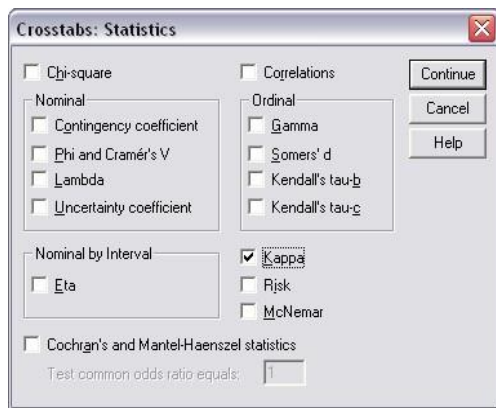 Crosstabs: Statistics
Chi-square
Correlations
Continue
Cancel
Help
Nominal
Contingency coefficient
Phi and Cramér's V
Lambda
Uncertainty coefficient
Ordinal
Gamma
Somers' d
Kendall's tau-b
Kendall's tau-c
Nominal by Interval
Eta
Kappa
Risk
McNemar
Cochran's and Mantel-Haenszel statistics
Test common odds ratio equals: 1